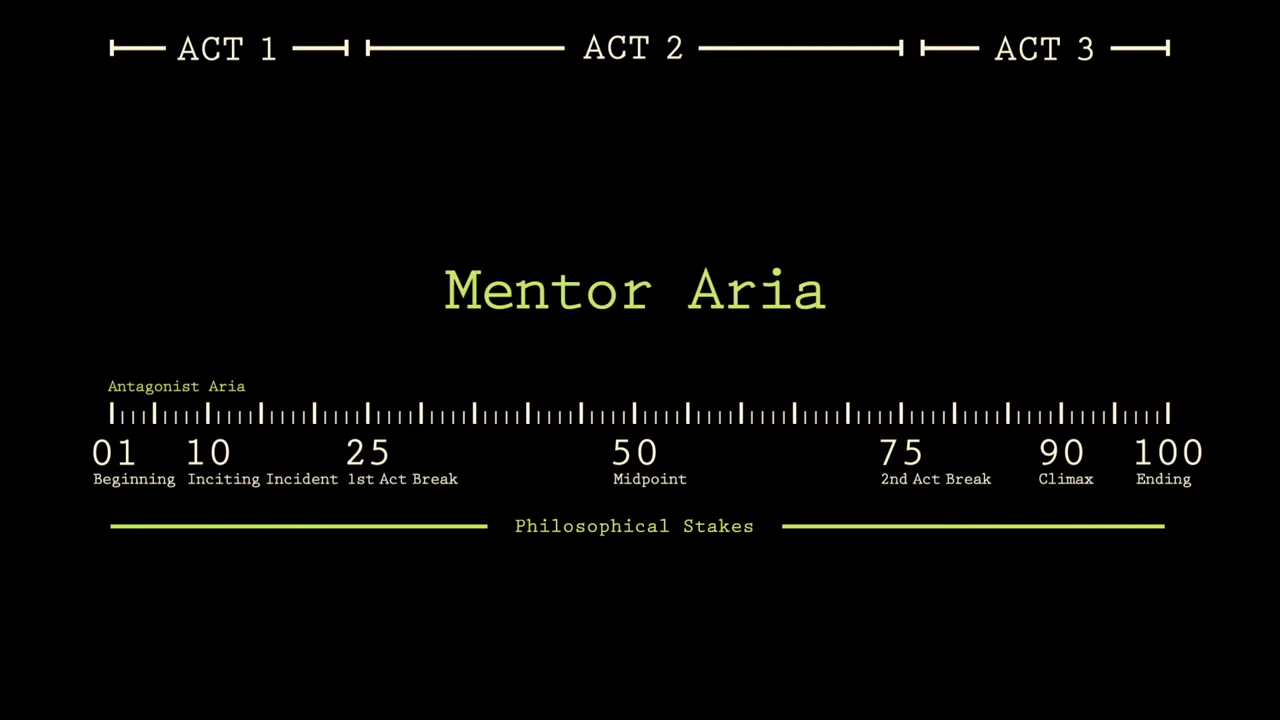 ACT 1 ACT 2 ACT 3
Mentor Aria
Antagonist Aria
01 10 25 50 75 90 100
Beginning Inciting Incident 1st Act Break Midpoint 2nd Act Break Climax Ending
Philosophical Stakes